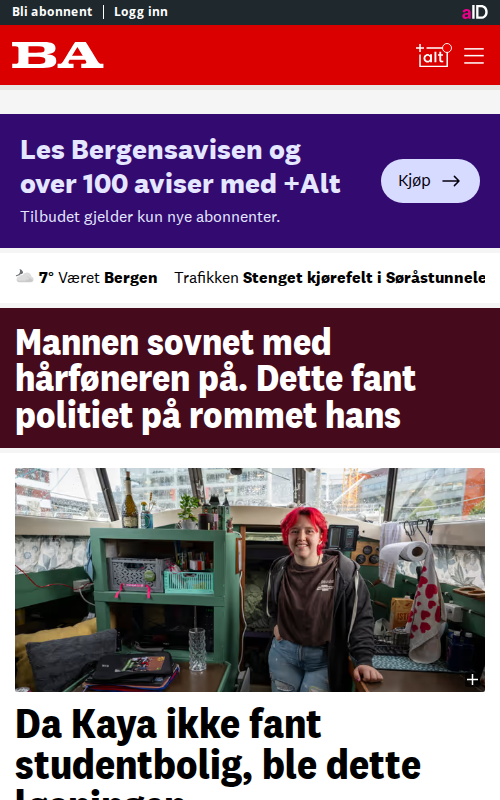 Bli abonnent
Logg inn
aID
BA
+alt
Les Bergensavisen og
over 100 aviser med +Alt
Tilbudet gjelder kun nye abonnenter.
Kjøp
7° Været Bergen
Trafikken Stenget kjørefelt i Søråstunnele
Mannen sovnet med
hårføneren på. Dette fant
politiet på rommet hans
Da Kaya ikke fant
studentbolig, ble dette
løsningen